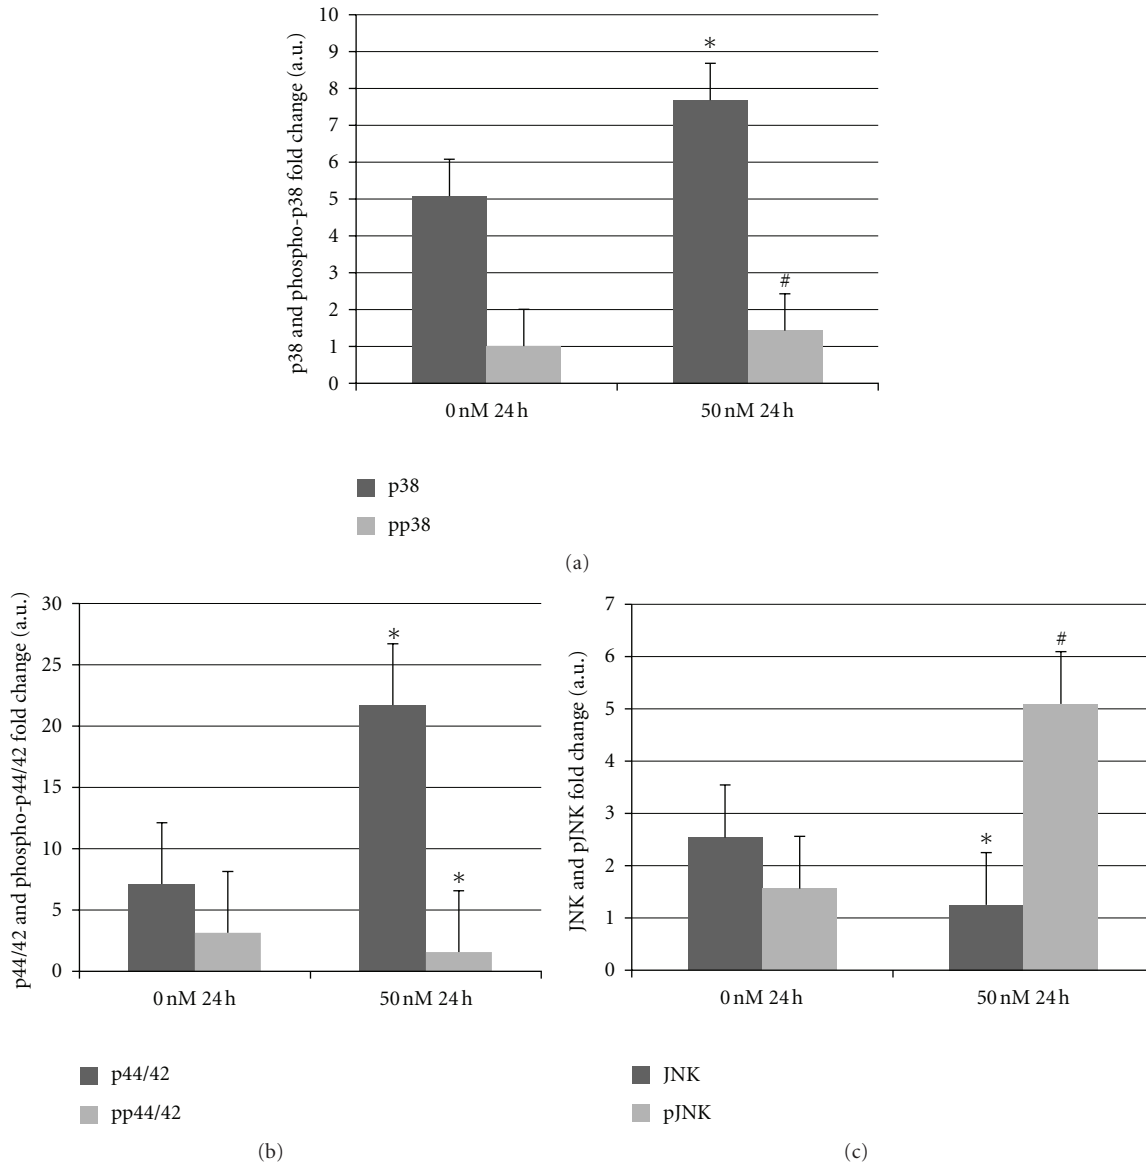 p38 and phospho-p38 fold change (a.u.)
10
9
8
7
6
5
4
3
2
1
0
*
#
0 nM 24 h
50 nM 24 h
p38
pp38
(a)
p44/42 and phospho-p44/42 fold change (a.u.)
30
25
20
15
10
5
0
*
*
0 nM 24 h
50 nM 24 h
p44/42
pp44/42
(b)
JNK and pJNK fold change (a.u.)
7
6
5
4
3
2
1
0
#
*
0 nM 24 h
50 nM 24 h
JNK
pJNK
(c)